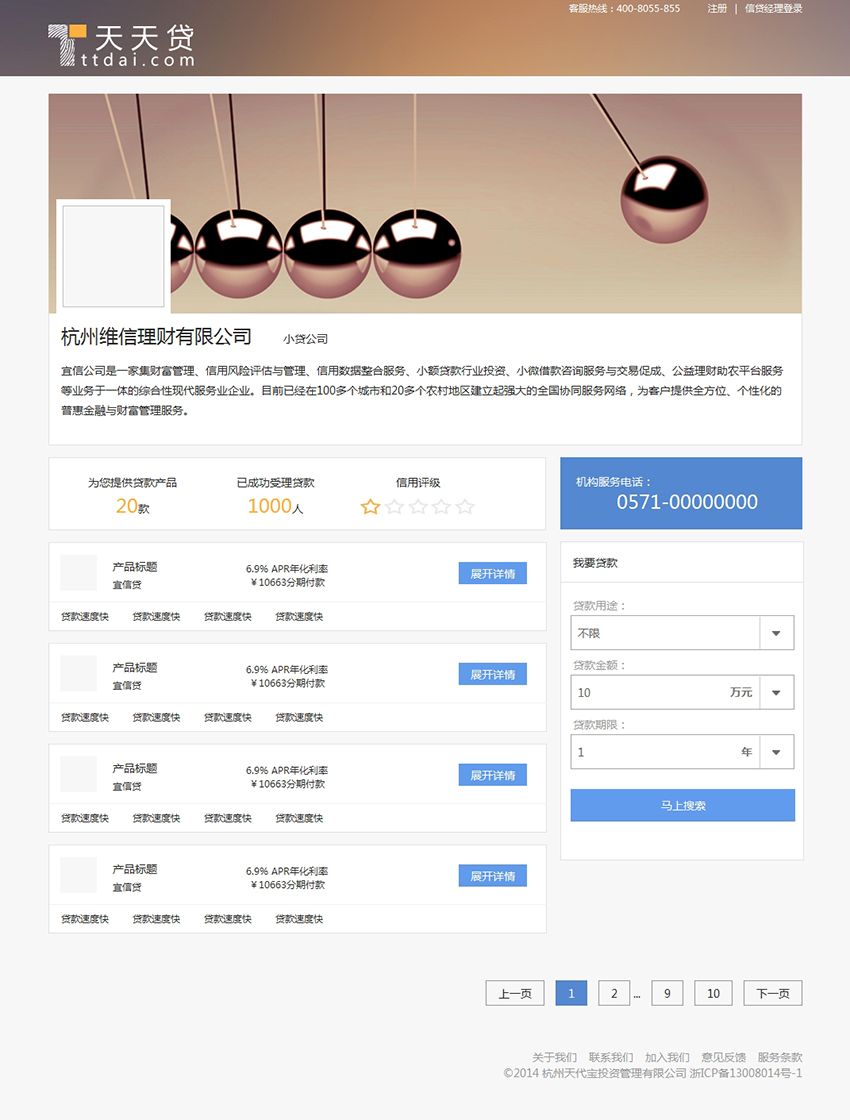 客服热线：400-8055-855 注册 | 信贷经理登录
天天贷
ttdai.com
杭州维信理财有限公司 小贷公司
宜信公司是一家集财富管理、信用风险评估与管理、信用数据整合服务、小额贷款行业投资、小微借款咨询服务与交易促成、公益理财助农平台服务
等业务于一体的综合性现代服务业企业。目前已经在100多个城市和20多个农村地区建立起强大的全国协同服务网络，为客户提供全方位、个性化的
普惠金融与财富管理服务。
为您提供贷款产品 已成功受理贷款 信用评级
20款 1000人
机构服务电话：
0571-00000000
产品标题
宜信贷
6.9% APR年化利率
￥10663分期付款
展开详情
贷款速度快 贷款速度快 贷款速度快 贷款速度快
产品标题
宜信贷
6.9% APR年化利率
￥10663分期付款
展开详情
贷款速度快 贷款速度快 贷款速度快 贷款速度快
产品标题
宜信贷
6.9% APR年化利率
￥10663分期付款
展开详情
贷款速度快 贷款速度快 贷款速度快 贷款速度快
产品标题
宜信贷
6.9% APR年化利率
￥10663分期付款
展开详情
贷款速度快 贷款速度快 贷款速度快 贷款速度快
我要贷款
贷款用途：
不限
贷款金额：
10 万元
贷款期限：
1 年
马上搜索
上一页 1 2 ... 9 10 下一页
关于我们 联系我们 加入我们 意见反馈 服务条款
©2014 杭州天代宝投资管理有限公司 浙ICP备13008014号-1